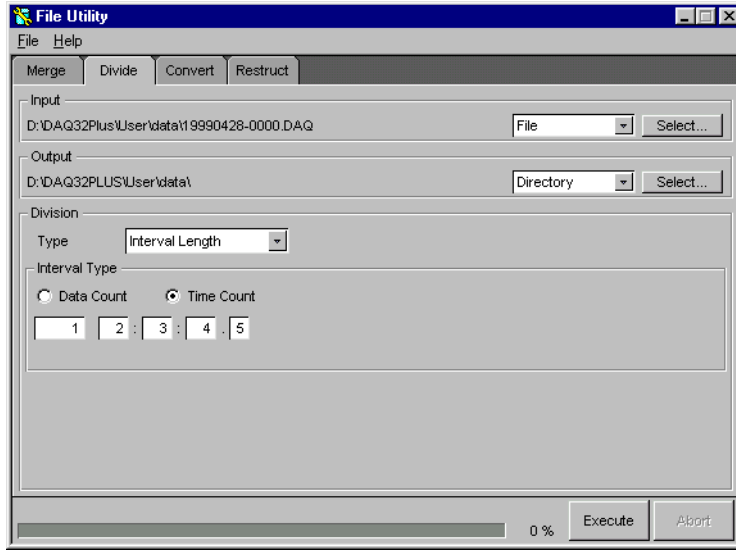 File Utility
File Help
Merge Divide Convert Restruct
Input
D:\DAQ32Plus\User\data\19990428-0000.DAQ File Select...
Output
D:\DAQ32PLUS\User\data\ Directory Select...
Division
Type Interval Length
Interval Type
Data Count Time Count
1 2 : 3 : 4 . 5
0 % Execute Abort